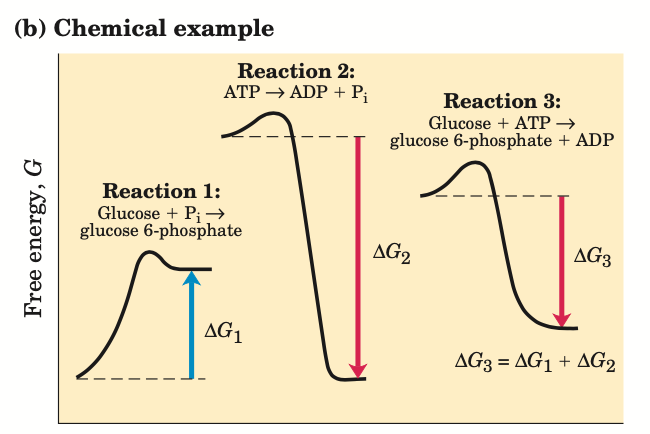 (b) Chemical example
Reaction 2:
ATP → ADP + Pᵢ
Reaction 3:
Glucose + ATP →
glucose 6-phosphate + ADP
Reaction 1:
Glucose + Pᵢ →
glucose 6-phosphate
Free energy, G
ΔG₂
ΔG₃
ΔG₁
ΔG₃ = ΔG₁ + ΔG₂